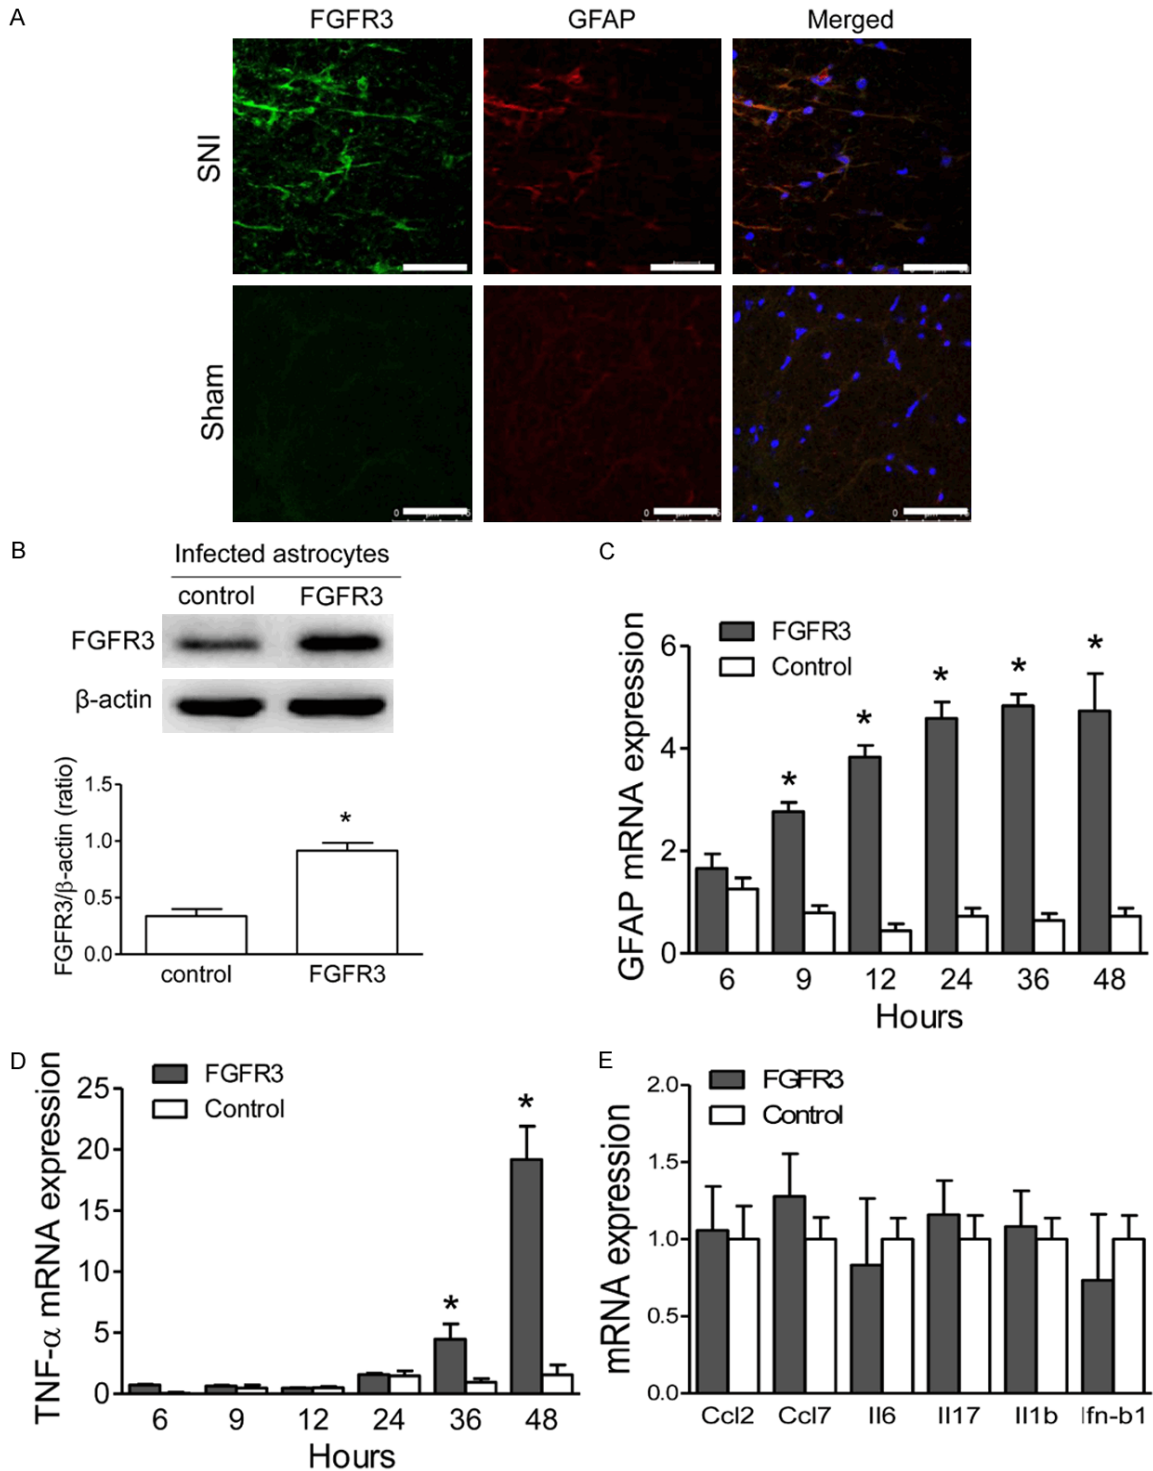 A
FGFR3 GFAP Merged
SNI
Sham
0
0
0
B
Infected astrocytes
control FGFR3
FGFR3
β-actin
FGFR3/β-actin (ratio)
1.5
1.0
0.5
0.0
control FGFR3
*
C
FGFR3
Control
GFAP mRNA expression
6
4
2
0
* * * * *
6 9 12 24 36 48
Hours
D
FGFR3
Control
TNF-α mRNA expression
25
20
15
10
5
0
* *
6 9 12 24 36 48
Hours
E
FGFR3
Control
mRNA expression
2.0
1.5
1.0
0.5
0.0
Ccl2 Ccl7 Il6 Il17 Il1b Ifn-b1